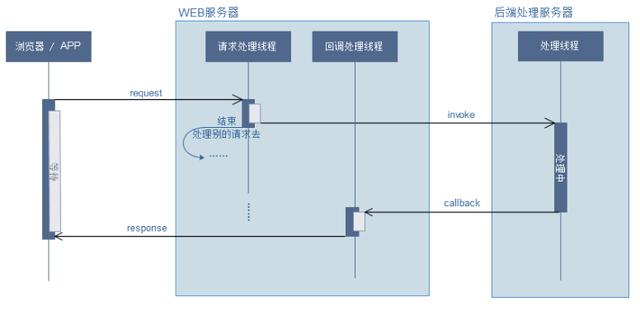 WEB服务器
后端处理服务器
浏览器 / APP
请求处理线程
回调处理线程
处理线程
request
invoke
结束
处理别的请求去
......
处理中
callback
response